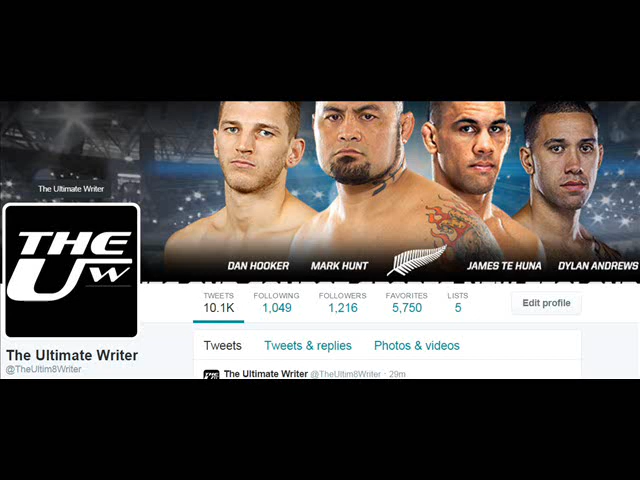 The Ultimate Writer
THE
UW
DAN HOOKER MARK HUNT JAMES TE HUNA DYLAN ANDREWS
TWEETS FOLLOWING FOLLOWERS FAVORITES LISTS
10.1K 1,049 1,216 5,750 5
Edit profile
The Ultimate Writer
@TheUltim8Writer
Tweets Tweets & replies Photos & videos
The Ultimate Writer @TheUltim8Writer · 29m